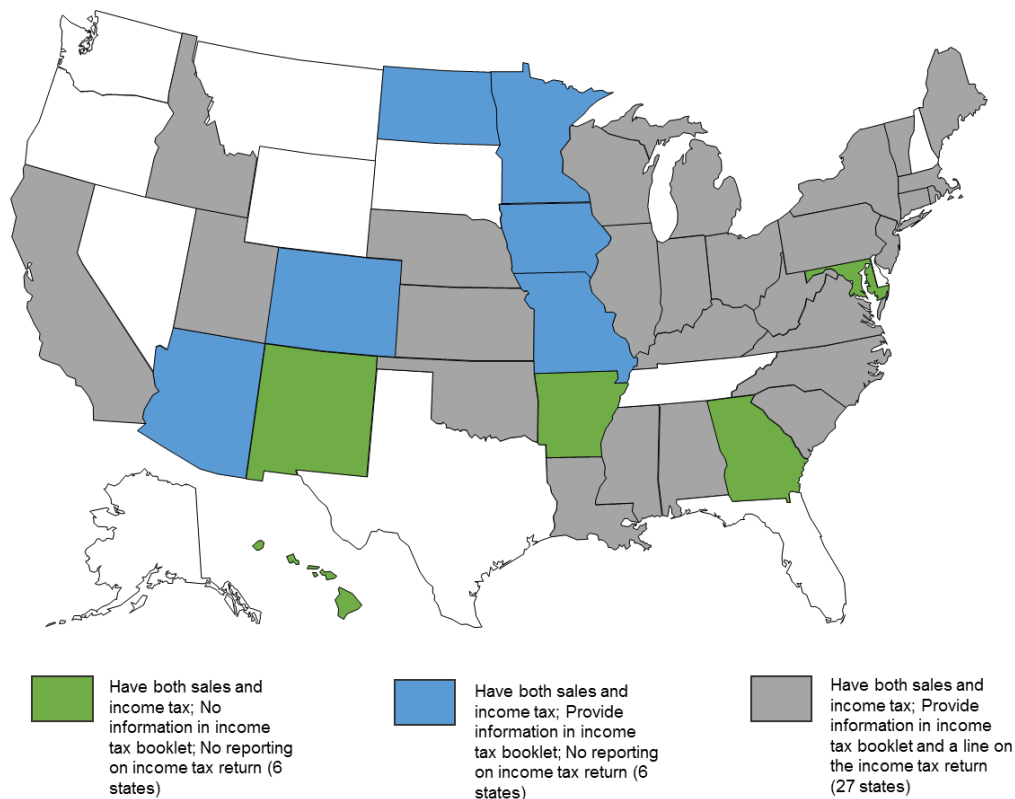 Have both sales and
income tax; No
information in income
tax booklet; No reporting
on income tax return (6
states)
Have both sales and
income tax; Provide
information in income
tax booklet; No reporting
on income tax return (6
states)
Have both sales and
income tax; Provide
information in income
tax booklet and a line on
the income tax return
(27 states)